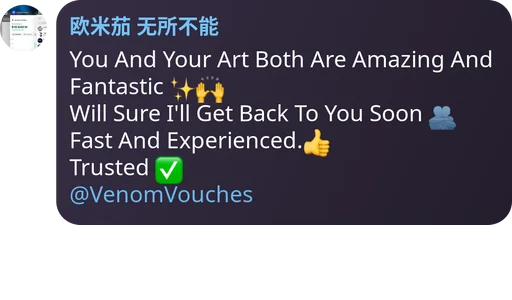 欧米茄 无所不能
You And Your Art Both Are Amazing And
Fantastic ✨🙌
Will Sure I'll Get Back To You Soon 🫂
Fast And Experienced.👍
Trusted ✅
@VenomVouches